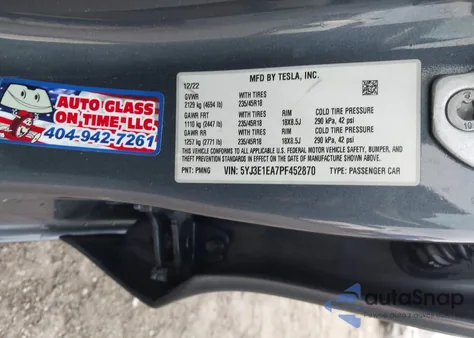 AUTO GLASS
ON TIME LLC.
404-942-7261
MFD BY TESLA, INC.
12/22
GVWR WITH TIRES
2129 kg (4694 lb) 235/45R18
GAWR FRT WITH TIRES RIM COLD TIRE PRESSURE
1110 kg (2447 lb) 235/45R18 18X8.5J 290 kPa, 42 psi
GAWR RR WITH TIRES RIM COLD TIRE PRESSURE
1257 kg (2771 lb) 235/45R18 18X8.5J 290 kPa, 42 psi
THIS VEHICLE CONFORMS TO ALL APPLICABLE
FEDERAL MOTOR VEHICLE SAFETY, BUMPER, AND
THEFT PREVENTION STANDARDS IN EFFECT ON THE
DATE OF MANUFACTURE SHOWN ABOVE.
PNT: PMNG VIN: 5YJ3E1EA7PF452870 TYPE: PASSENGER CAR
3
10
autoSnap